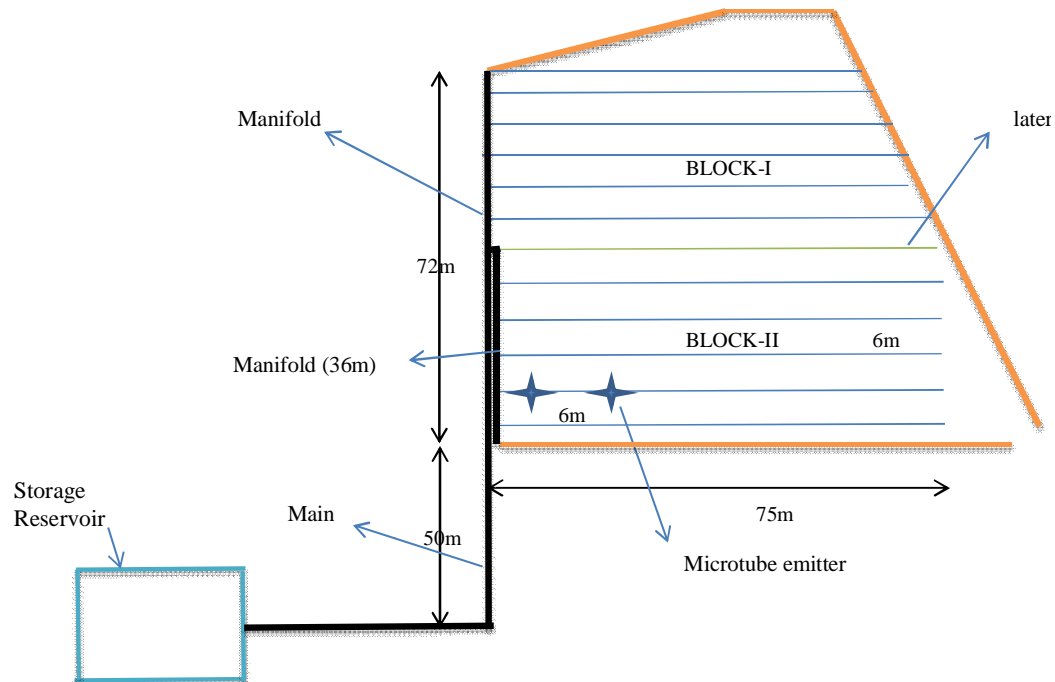 Manifold
later
BLOCK-I
72m
Manifold (36m)
BLOCK-II
6m
6m
Storage
Reservoir
Main
50m
75m
Microtube emitter